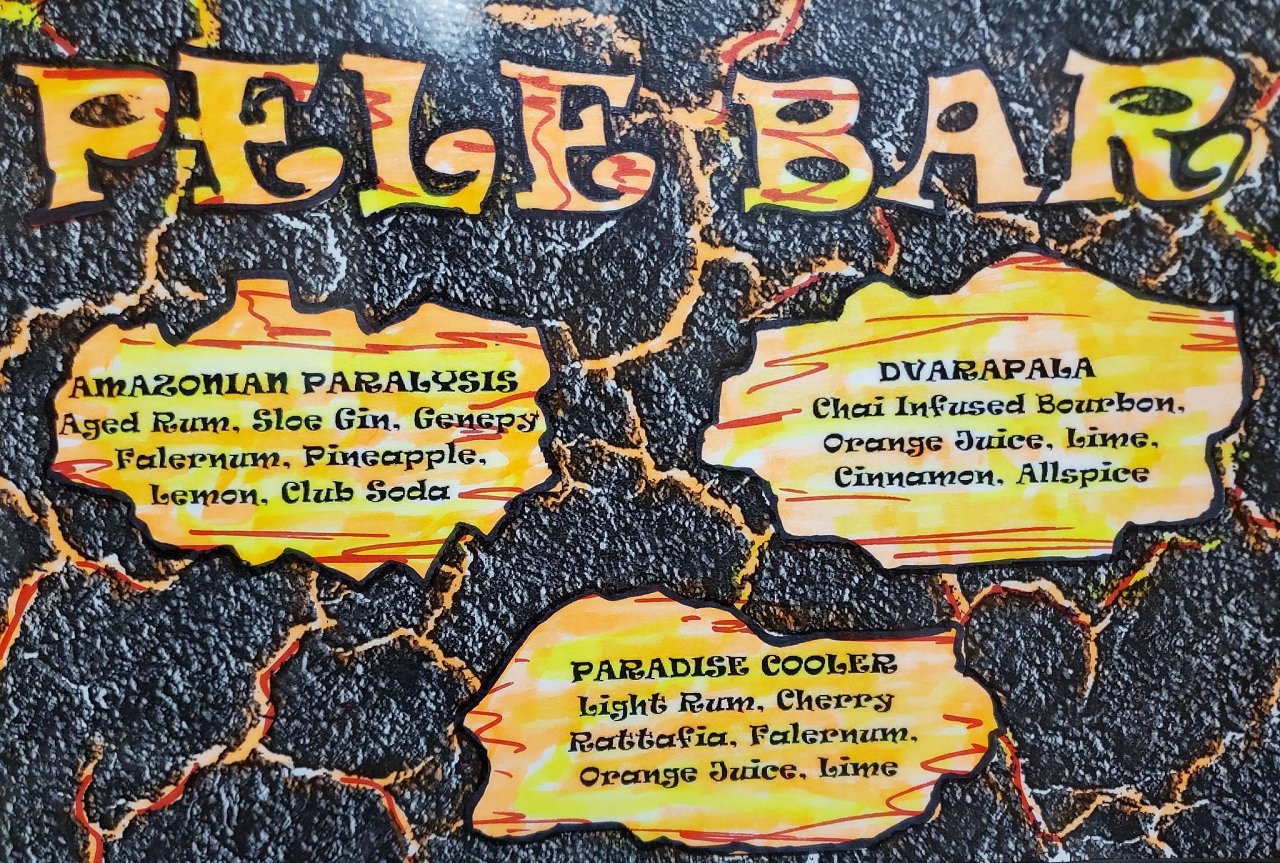 PELE BAR
AMAZONIAN PARALYSIS
Aged Rum, Sloe Gin, Genepy
Falernum, Pineapple,
Lemon, Club Soda
DVARAPALA
Chai Infused Bourbon,
Orange Juice, Lime,
Cinnamon, Allspice
PARADISE COOLER
Light Rum, Cherry
Rattafia, Falernum,
Orange Juice, Lime